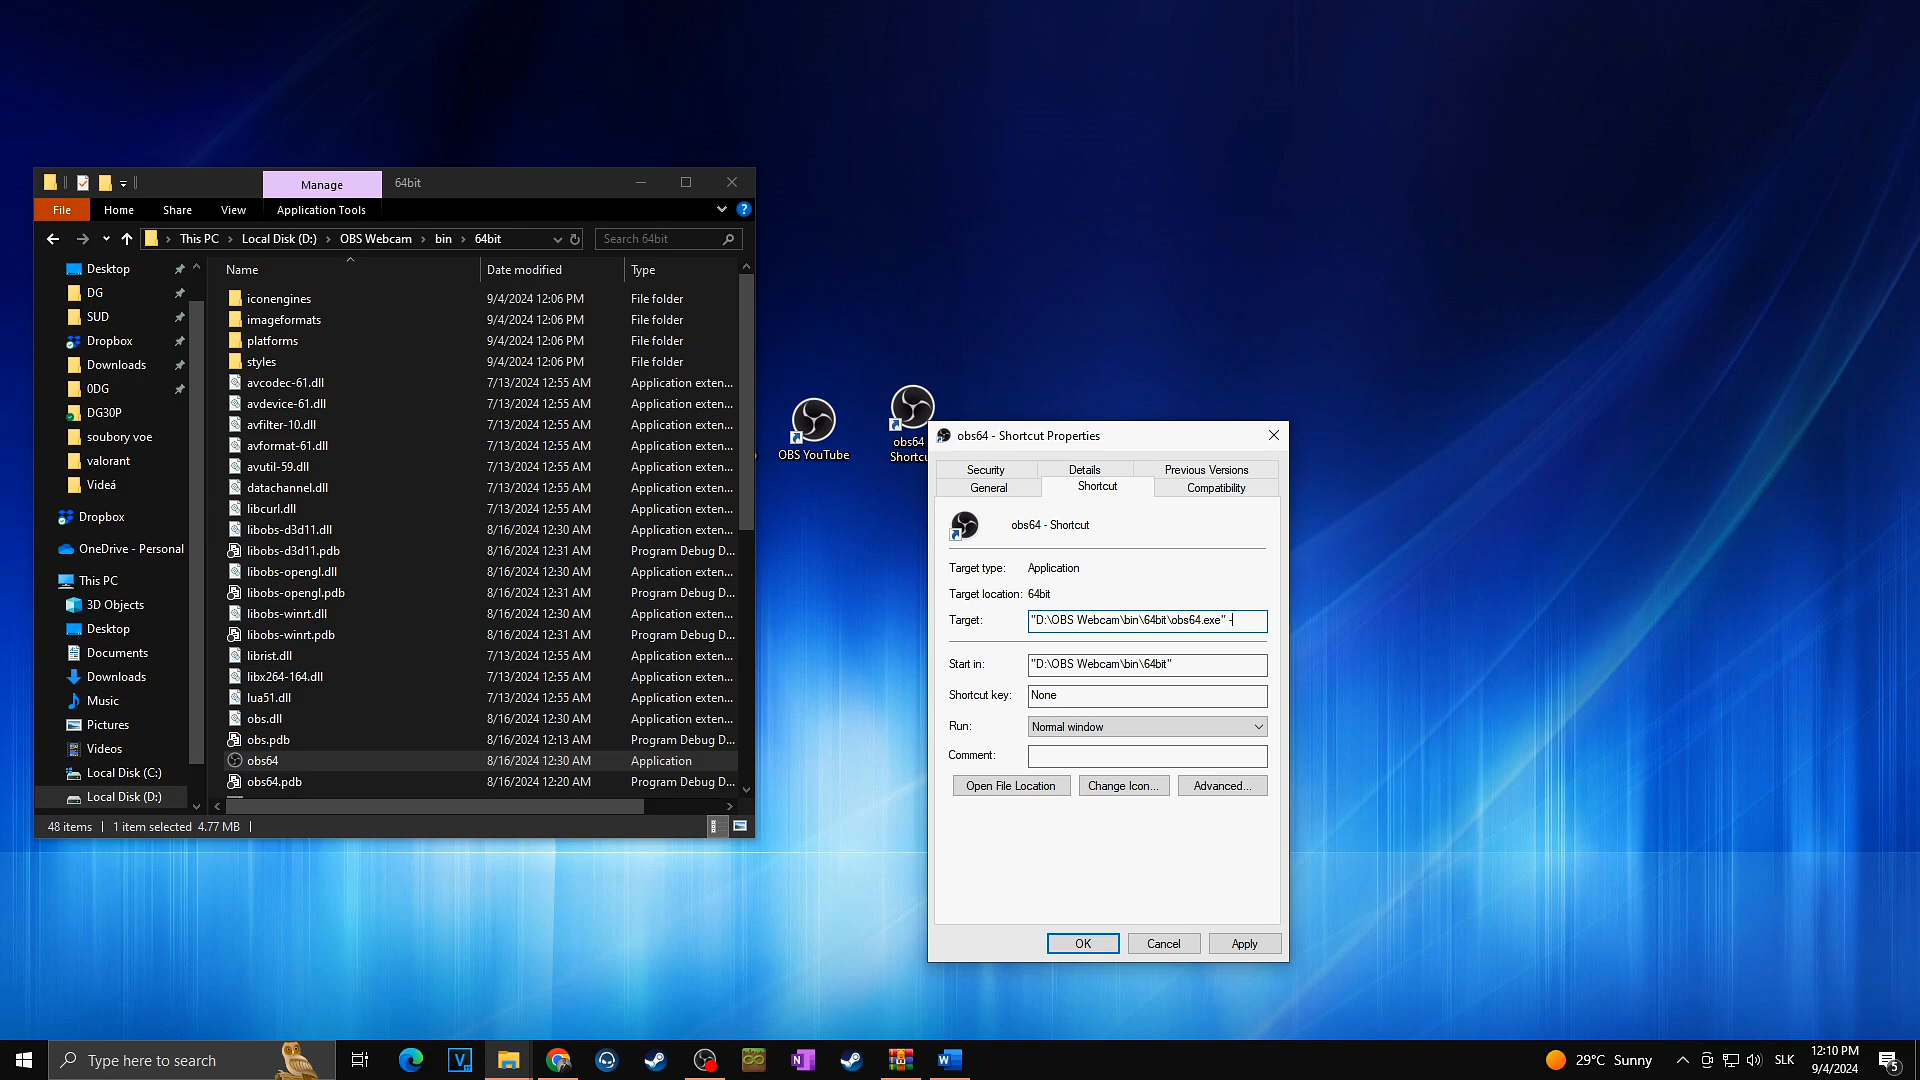 Manage
64bit
File
Home
Share
View
Application Tools
This PC
Local Disk (D:)
OBS Webcam
bin
64bit
Search 64bit
Desktop
DG
SUD
Dropbox
Downloads
0DG
DG30P
soubory voe
valorant
Videá
Dropbox
OneDrive - Personal
This PC
3D Objects
Desktop
Documents
Downloads
Music
Pictures
Videos
Local Disk (C:)
Local Disk (D:)
Name Date modified Type
iconengines 9/4/2024 12:06 PM File folder
imageformats 9/4/2024 12:06 PM File folder
platforms 9/4/2024 12:06 PM File folder
styles 9/4/2024 12:06 PM File folder
avcodec-61.dll 7/13/2024 12:55 AM Application exten...
avdevice-61.dll 7/13/2024 12:55 AM Application exten...
avfilter-10.dll 7/13/2024 12:55 AM Application exten...
avformat-61.dll 7/13/2024 12:55 AM Application exten...
avutil-59.dll 7/13/2024 12:55 AM Application exten...
datachannel.dll 7/13/2024 12:55 AM Application exten...
libcurl.dll 7/13/2024 12:55 AM Application exten...
libobs-d3d11.dll 8/16/2024 12:30 AM Application exten...
libobs-d3d11.pdb 8/16/2024 12:31 AM Program Debug D...
libobs-opengl.dll 8/16/2024 12:30 AM Application exten...
libobs-opengl.pdb 8/16/2024 12:31 AM Program Debug D...
libobs-winrt.dll 8/16/2024 12:30 AM Application exten...
libobs-winrt.pdb 8/16/2024 12:31 AM Program Debug D...
librist.dll 7/13/2024 12:55 AM Application exten...
libx264-164.dll 7/13/2024 12:55 AM Application exten...
lua51.dll 7/13/2024 12:55 AM Application exten...
obs.dll 8/16/2024 12:30 AM Application exten...
obs.pdb 8/16/2024 12:13 AM Program Debug D...
obs64 8/16/2024 12:30 AM Application
obs64.pdb 8/16/2024 12:20 AM Program Debug D...
48 items 1 item selected 4.77 MB
OBS YouTube
obs64
Shortcu
obs64 - Shortcut Properties
Security
Details
Previous Versions
General
Shortcut
Compatibility
obs64 - Shortcut
Target type: Application
Target location: 64bit
Target: "D:\OBS Webcam\bin\64bit\obs64.exe" -
Start in: "D:\OBS Webcam\bin\64bit"
Shortcut key: None
Run: Normal window
Comment:
Open File Location
Change Icon...
Advanced...
OK
Cancel
Apply
Type here to search
29°C Sunny
SLK
12:10 PM
9/4/2024
5